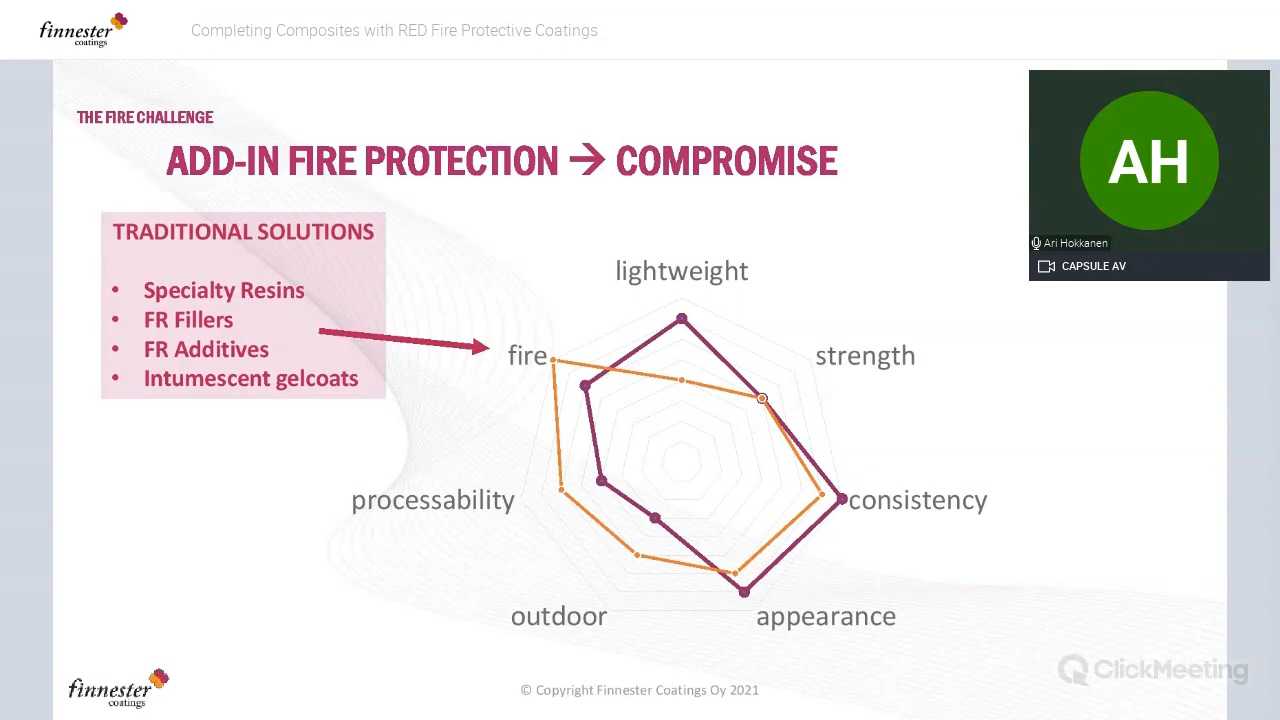 finnester
coatings
Completing Composites with RED Fire Protective Coatings
THE FIRE CHALLENGE
ADD-IN FIRE PROTECTION → COMPROMISE
AH
Ari Hokkanen
CAPSULE AV
TRADITIONAL SOLUTIONS
• Specialty Resins
• FR Fillers
• FR Additives
• Intumescent gelcoats
lightweight
fire
strength
processability
consistency
outdoor
appearance
finnester
coatings
© Copyright Finnester Coatings Oy 2021
ClickMeeting